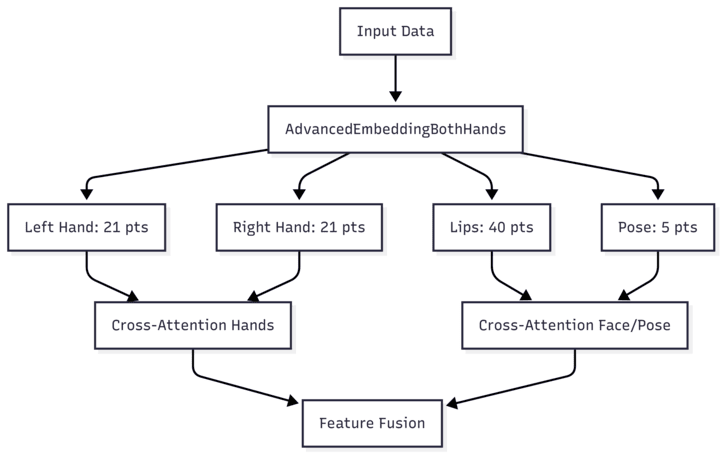 Input Data
AdvancedEmbeddingBothHands
Left Hand: 21 pts
Right Hand: 21 pts
Lips: 40 pts
Pose: 5 pts
Cross-Attention Hands
Cross-Attention Face/Pose
Feature Fusion